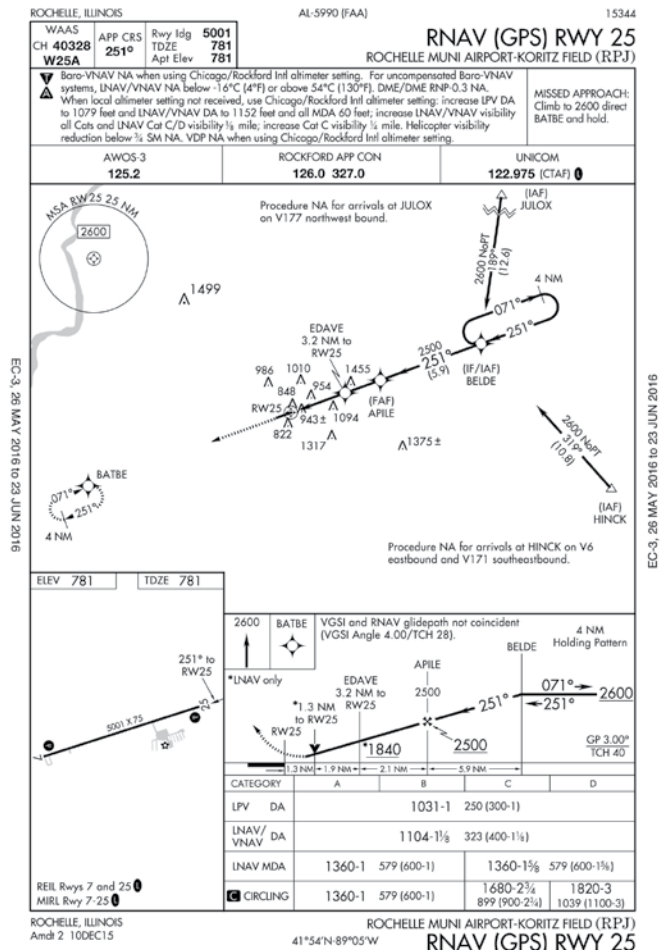 ROCHELLE, ILLINOIS
AL-5990 (FAA)
15344
WAAS
CH 40328
W25A
APP CRS
251°
Rwy ldg 5001
TDZE 781
Apt Elev 781
RNAV (GPS) RWY 25
ROCHELLE MUNI AIRPORT-KORITZ FIELD (RPJ)
T
A
Baro-VNAV NA when using Chicago/Rockford Intl altimeter setting. For uncompensated Baro-VNAV
systems, LNAV/VNAV NA below -16°C (4°F) or above 54°C (130°F). DME/DME RNP-0.3 NA.
When local altimeter setting not received, use Chicago/Rockford Intl altimeter setting: increase LPV DA
to 1079 feet and LNAV/VNAV DA to 1152 feet and all MDA 60 feet; increase LNAV/VNAV visibility
all Cats and LNAV Cat C/D visibility ⅛ mile; increase Cat C visibility ¼ mile. Helicopter visibility
reduction below ¾ SM NA. VDP NA when using Chicago/Rockford Intl altimeter setting.
MISSED APPROACH:
Climb to 2600 direct
BATBE and hold.
AWOS-3
125.2
ROCKFORD APP CON
126.0 327.0
UNICOM
122.975 (CTAF) L
MSA RW25 25 NM
2600
Procedure NA for arrivals at JULOX
on V177 northwest bound.
(IAF)
JULOX
2600 NoPT
189°
(12.6)
4 NM
071°
251°
1499
EDAVE
3.2 NM to
RW25
2500
251°
(5.9)
(IF/IAF)
BELDE
986
1010
1455
848
954
(FAF)
APILE
RW25
943±
1094
822
1317
1375±
2600 NoPT
319°
(10.8)
(IAF)
HINCK
BATBE
071°
251°
4 NM
Procedure NA for arrivals at HINCK on V6
eastbound and V171 southeastbound.
EC-3, 26 MAY 2016 to 23 JUN 2016
EC-3, 26 MAY 2016 to 23 JUN 2016
ELEV 781
TDZE 781
251° to
RW25
25
5001 X 75
7
REIL Rwys 7 and 25 L
MIRL Rwy 7-25 L
2600
BATBE
VGSI and RNAV glidepath not coincident
(VGSI Angle 4.00/TCH 28).
4 NM
Holding Pattern
BELDE
*LNAV only
EDAVE
3.2 NM to
RW25
APILE
2500
*1.3 NM
to RW25
RW25
251°
071°
251°
2600
*1840
2500
GP 3.00°
TCH 40
1.3 NM
1.9 NM
2.1 NM
5.9 NM
CATEGORY A B C D
LPV DA 1031-1 250 (300-1)
LNAV/
VNAV DA 1104-1⅛ 323 (400-1⅛)
LNAV MDA 1360-1 579 (600-1) 1360-1⅝ 579 (600-1⅝)
C CIRCLING 1360-1 579 (600-1) 1680-2¾ 899 (900-2¾) 1820-3 1039 (1100-3)
ROCHELLE, ILLINOIS
Amdt 2 10DEC15
41°54'N-89°05'W
ROCHELLE MUNI AIRPORT-KORITZ FIELD (RPJ)
RNAV (GPS) RWY 25